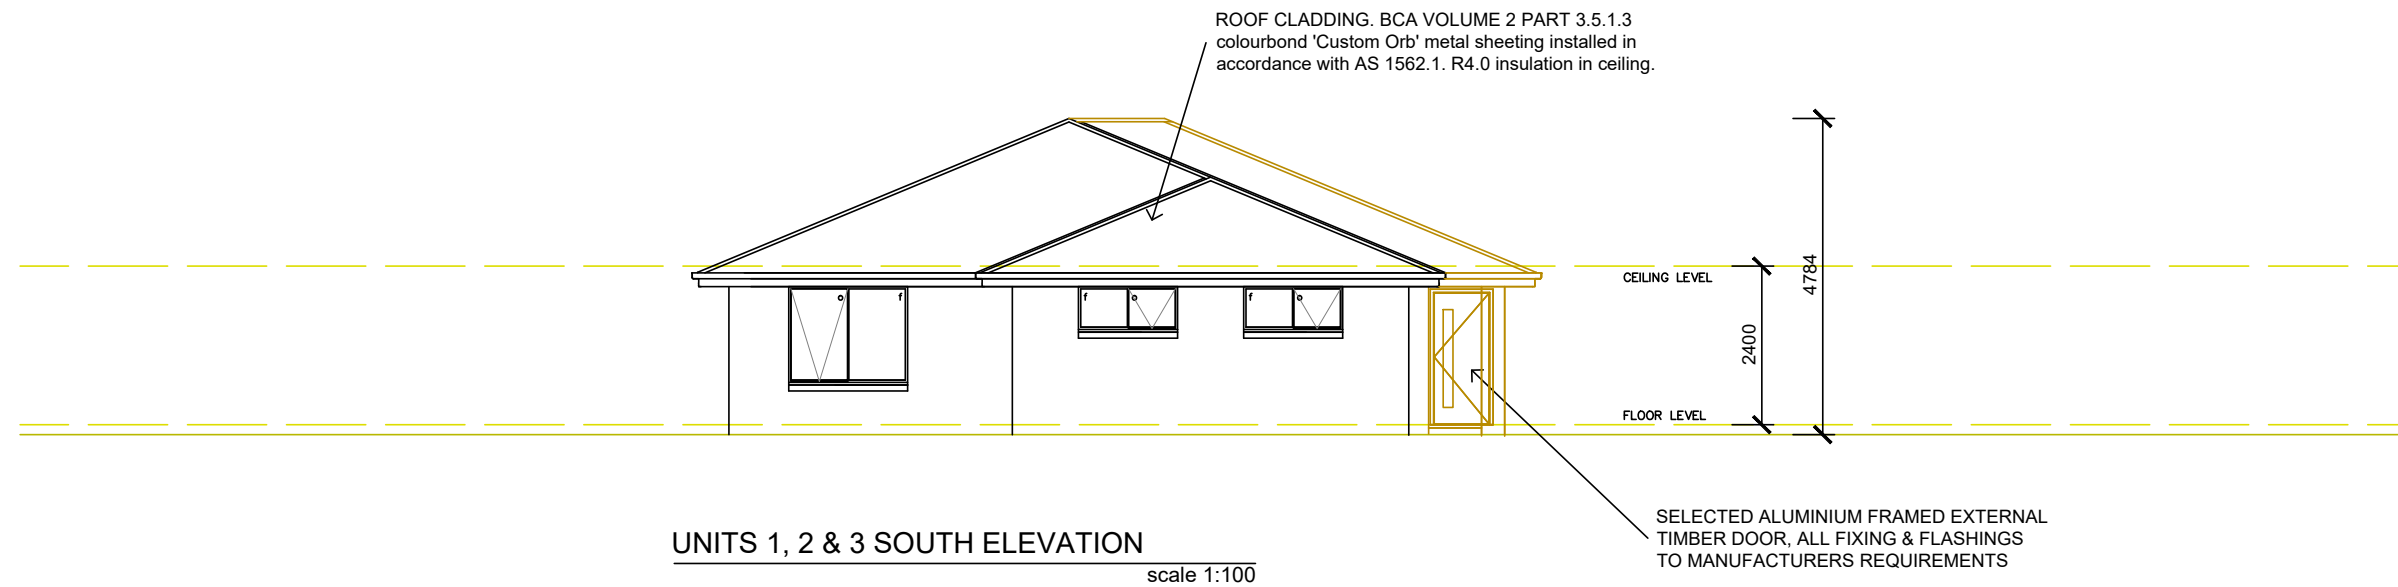 ROOF CLADDING. BCA VOLUME 2 PART 3.5.1.3
colourbond 'Custom Orb' metal sheeting installed in
accordance with AS 1562.1. R4.0 insulation in ceiling.
4784
CEILING LEVEL
2400
f
f
o
f
o
o
FLOOR LEVEL
SELECTED ALUMINIUM FRAMED EXTERNAL
TIMBER DOOR, ALL FIXING & FLASHINGS
TO MANUFACTURERS REQUIREMENTS
UNITS 1, 2 & 3 SOUTH ELEVATION
scale 1:100